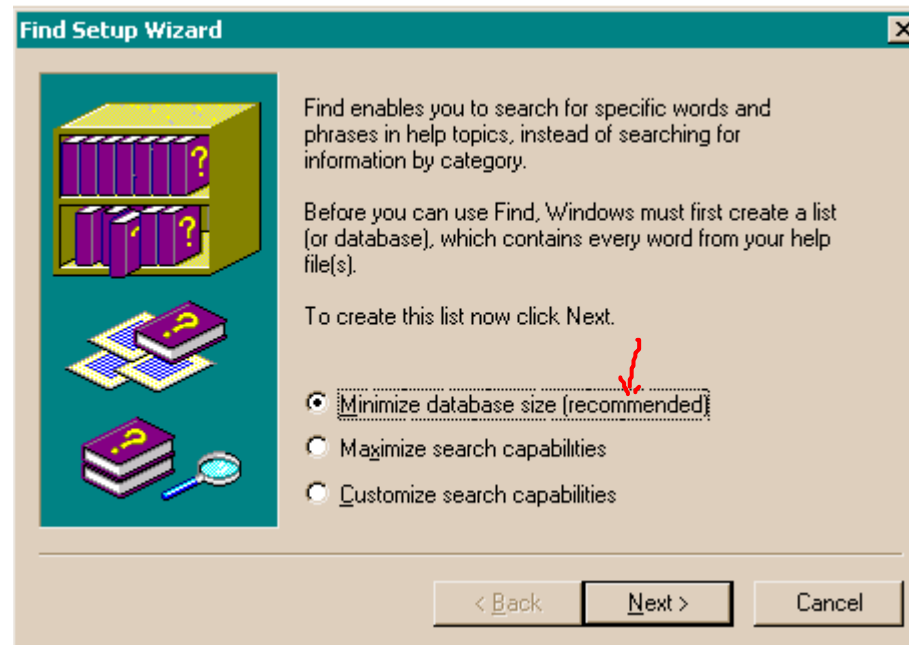 Find Setup Wizard
Find enables you to search for specific words and
phrases in help topics, instead of searching for
information by category.
Before you can use Find, Windows must first create a list
(or database), which contains every word from your help
file(s).
To create this list now click Next.
Minimize database size (recommended)
Maximize search capabilities
Customize search capabilities
< Back
Next >
Cancel